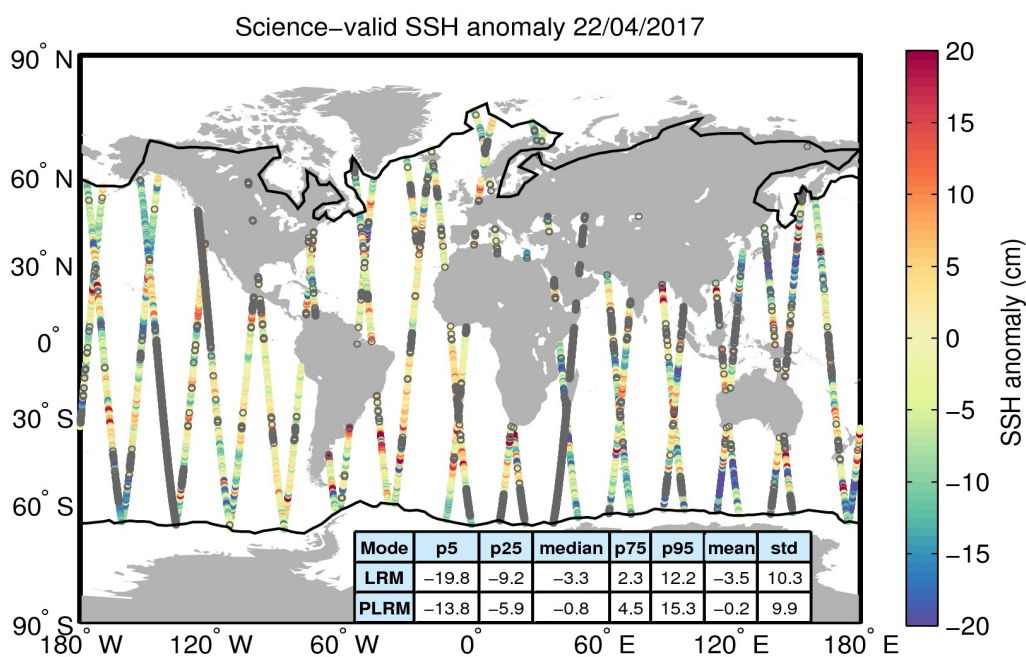 Science−valid SSH anomaly 22/04/2017
90° N
60° N
30° N
0°
30° S
60° S
90° S
180° W
120° W
60° W
0°
60° E
120° E
180° E
Mode p5 p25 median p75 p95 mean std
LRM −19.8 −9.2 −3.3 2.3 12.2 −3.5 10.3
PLRM −13.8 −5.9 −0.8 4.5 15.3 −0.2 9.9
20
15
10
5
0
−5
−10
−15
−20
SSH anomaly (cm)